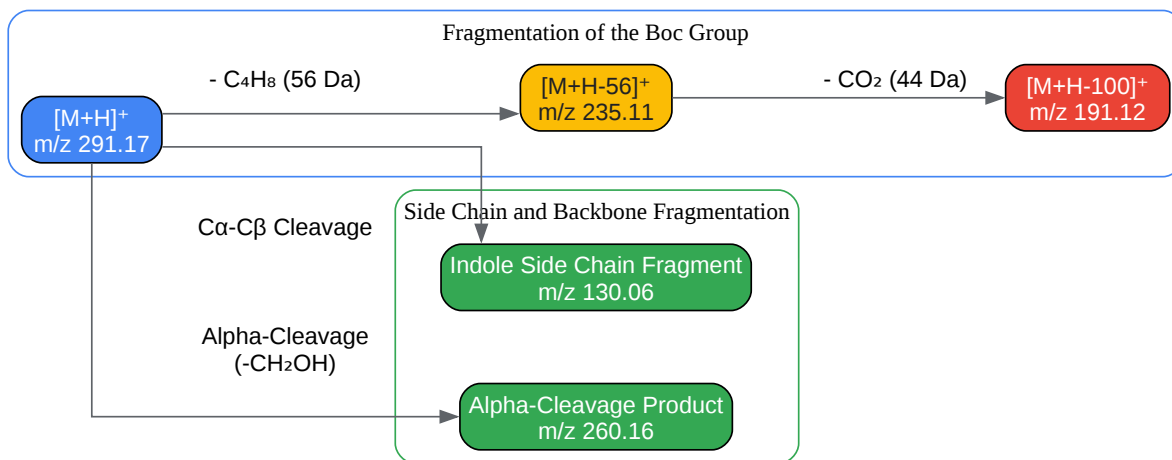 Fragmentation of the Boc Group
- C₄H₈ (56 Da)
- CO₂ (44 Da)
[M+H]⁺
m/z 291.17
[M+H-56]⁺
m/z 235.11
[M+H-100]⁺
m/z 191.12
Side Chain and Backbone Fragmentation
Cα-Cβ Cleavage
Indole Side Chain Fragment
m/z 130.06
Alpha-Cleavage
(-CH₂OH)
Alpha-Cleavage Product
m/z 260.16